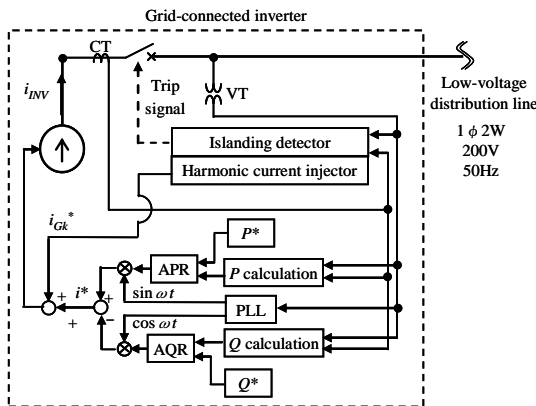 Grid-connected inverter
CT
i_INV
Trip
signal
VT
Low-voltage
distribution line
1 ϕ 2W
200V
50Hz
Islanding detector
Harmonic current injector
i_Gk*
P*
APR
P calculation
sin ωt
+ i* +
PLL
+ −
cos ωt
AQR
Q calculation
Q*